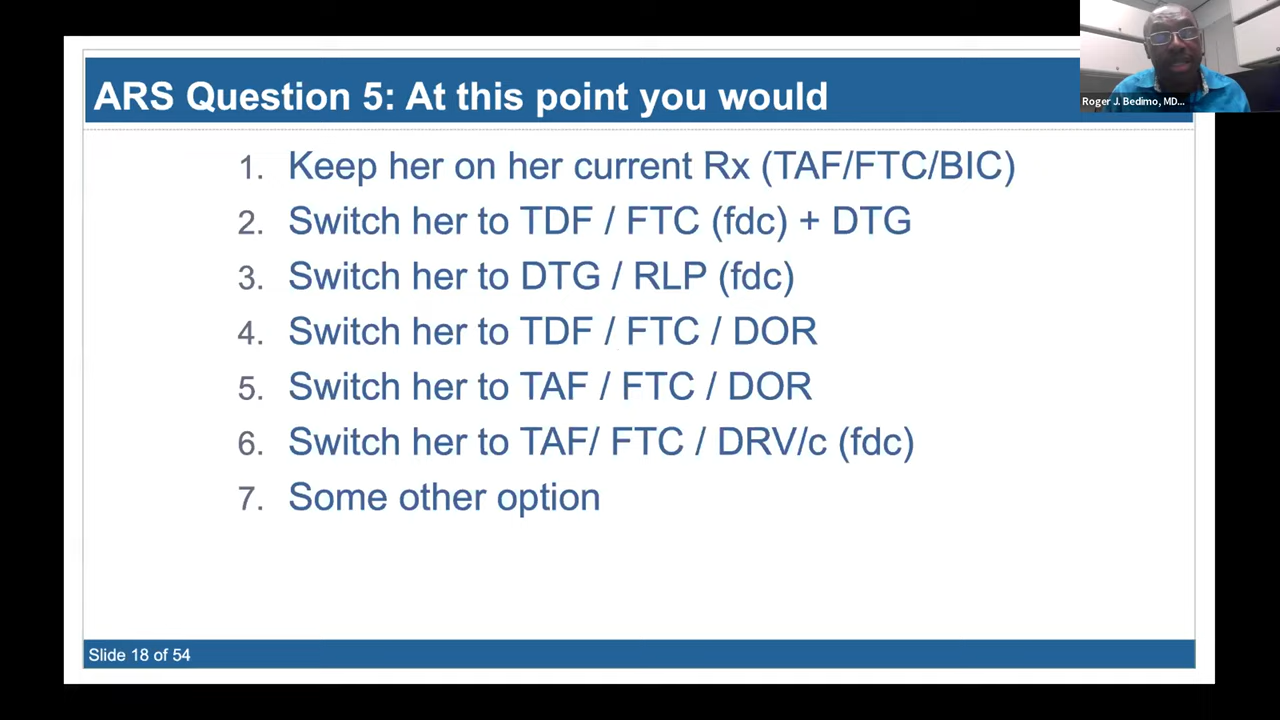 ARS Question 5: At this point you would
Roger J. Bedimo, MD...
1. Keep her on her current Rx (TAF/FTC/BIC)
2. Switch her to TDF / FTC (fdc) + DTG
3. Switch her to DTG / RLP (fdc)
4. Switch her to TDF / FTC / DOR
5. Switch her to TAF / FTC / DOR
6. Switch her to TAF/ FTC / DRV/c (fdc)
7. Some other option
Slide 18 of 54